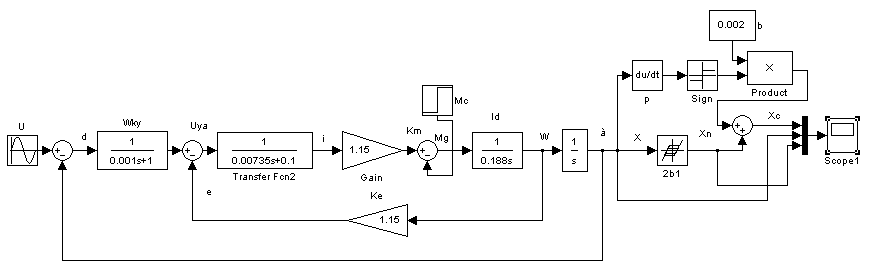 0.002
b
du/dt
×
p
Sign
Product
Mc
U
d
Wky
1
0.001s+1
Uya
1
0.00735s+0.1
Transfer Fcn2
i
1.15
Gain
Km
Mg
Id
1
0.188s
W
1
s
à
X
2b1
Xn
Xc
Scope1
e
Ke
1.15